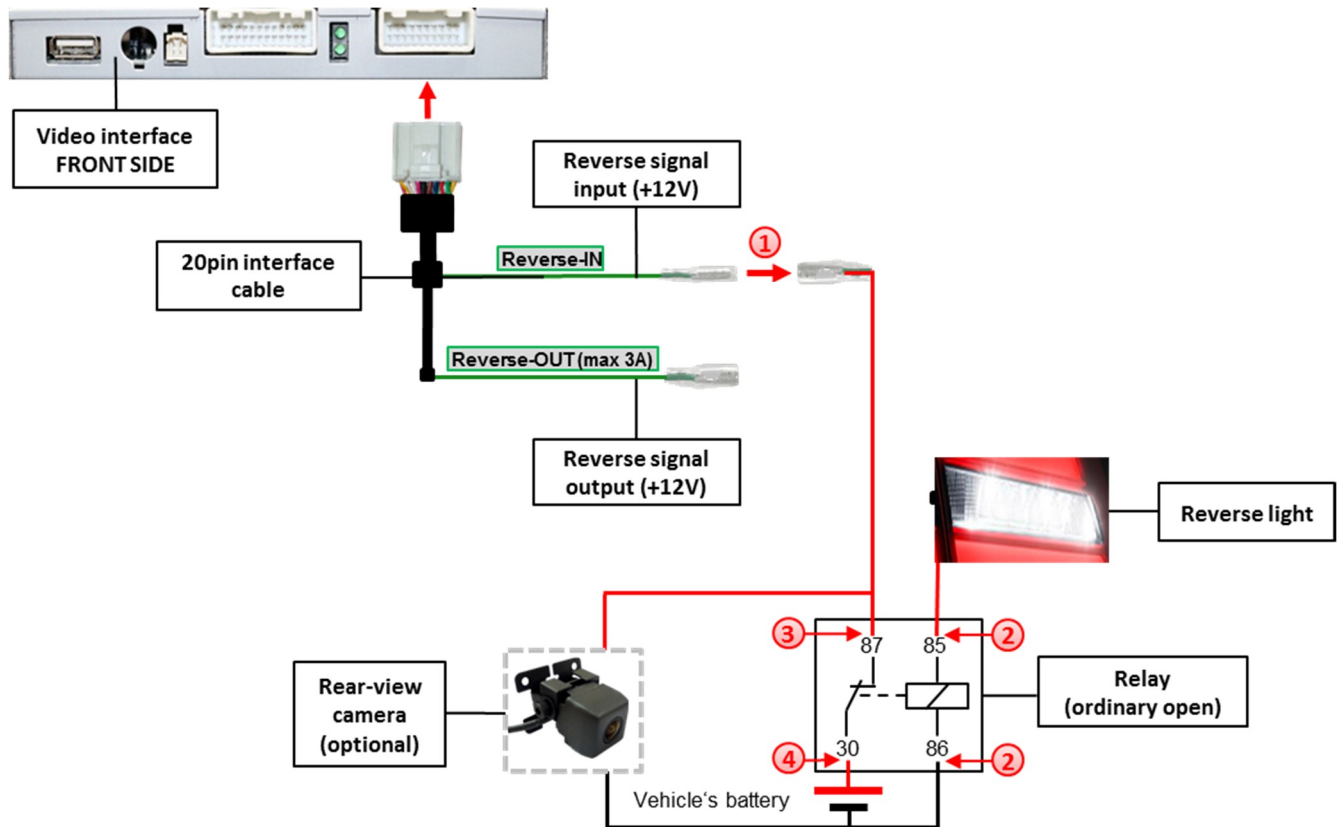 Video interface
FRONT SIDE
Reverse signal
input (+12V)
20pin interface
cable
Reverse-IN
1
Reverse-OUT(max 3A)
Reverse signal
output (+12V)
Reverse light
3
87
85
2
Rear-view
camera
(optional)
Relay
(ordinary open)
4
30
86
2
Vehicle‘s battery